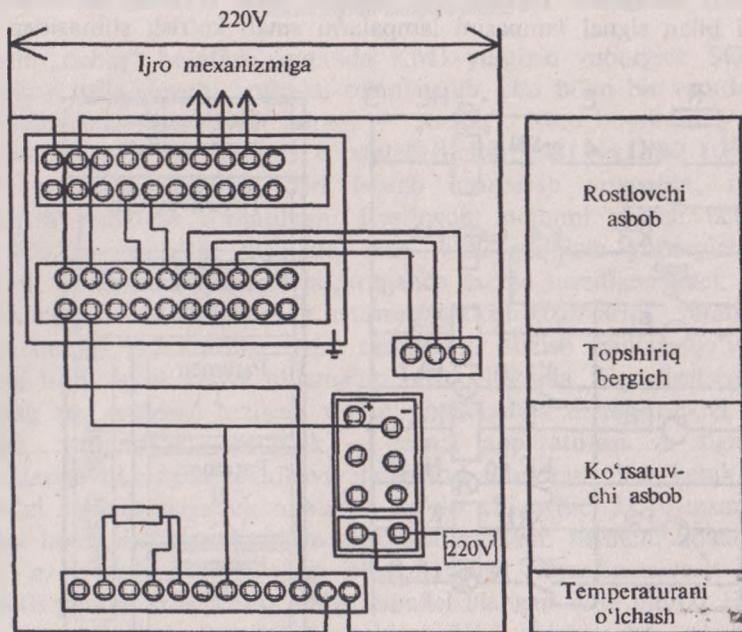 220V
Ijro mexanizmiga
Rostlovchi
asbob
Topshiriq
bergich
+ −
Ko‘rsatuv-
chi asbob
220V
Temperaturani
o‘lchash